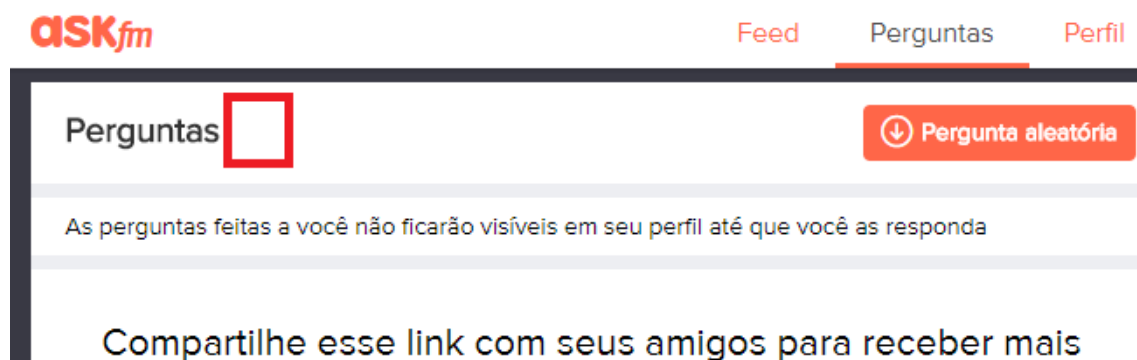 ASKfm
Feed Perguntas Perfil
Perguntas
Pergunta aleatória
As perguntas feitas a você não ficarão visíveis em seu perfil até que você as responda
Compartilhe esse link com seus amigos para receber mais